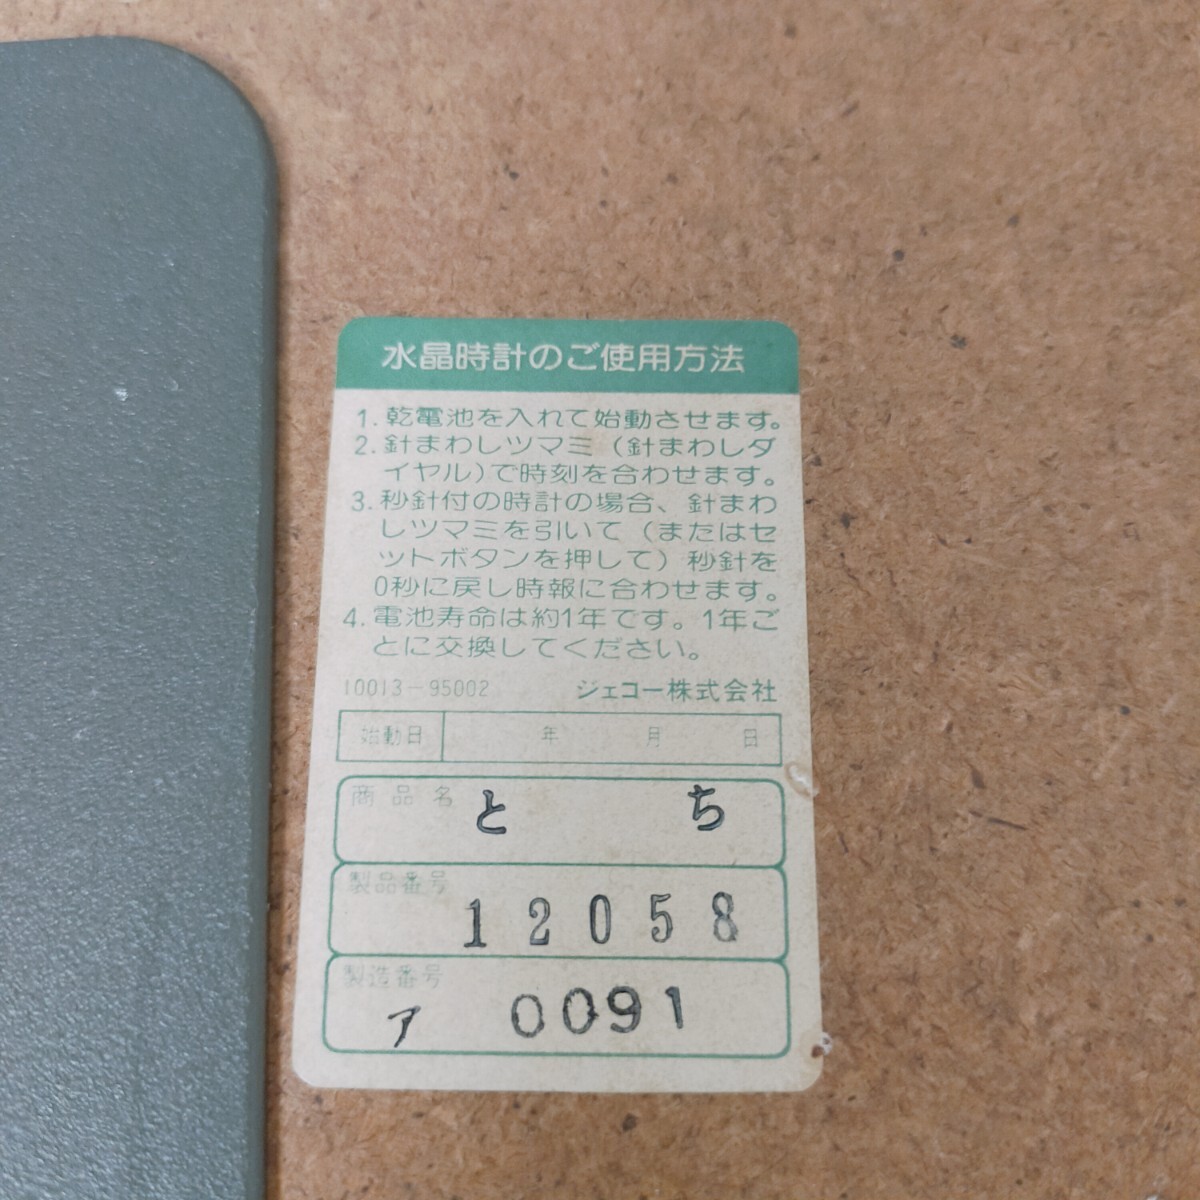 水晶時計のご使用方法
1. 乾電池を入れて始動させます。
2. 針まわしツマミ（針まわしダ
イヤル）で時刻を合わせます。
3. 秒針付の時計の場合、針まわ
しツマミを引いて（またはセ
ットボタンを押して）秒針を
0秒に戻し時報に合わせます。
4. 電池寿命は約1年です。1年ご
とに交換してください。
10013-95002 ジェコー株式会社
始動日 年 月 日
商品名 と ち
製品番号 12058
製造番号 ア 0091